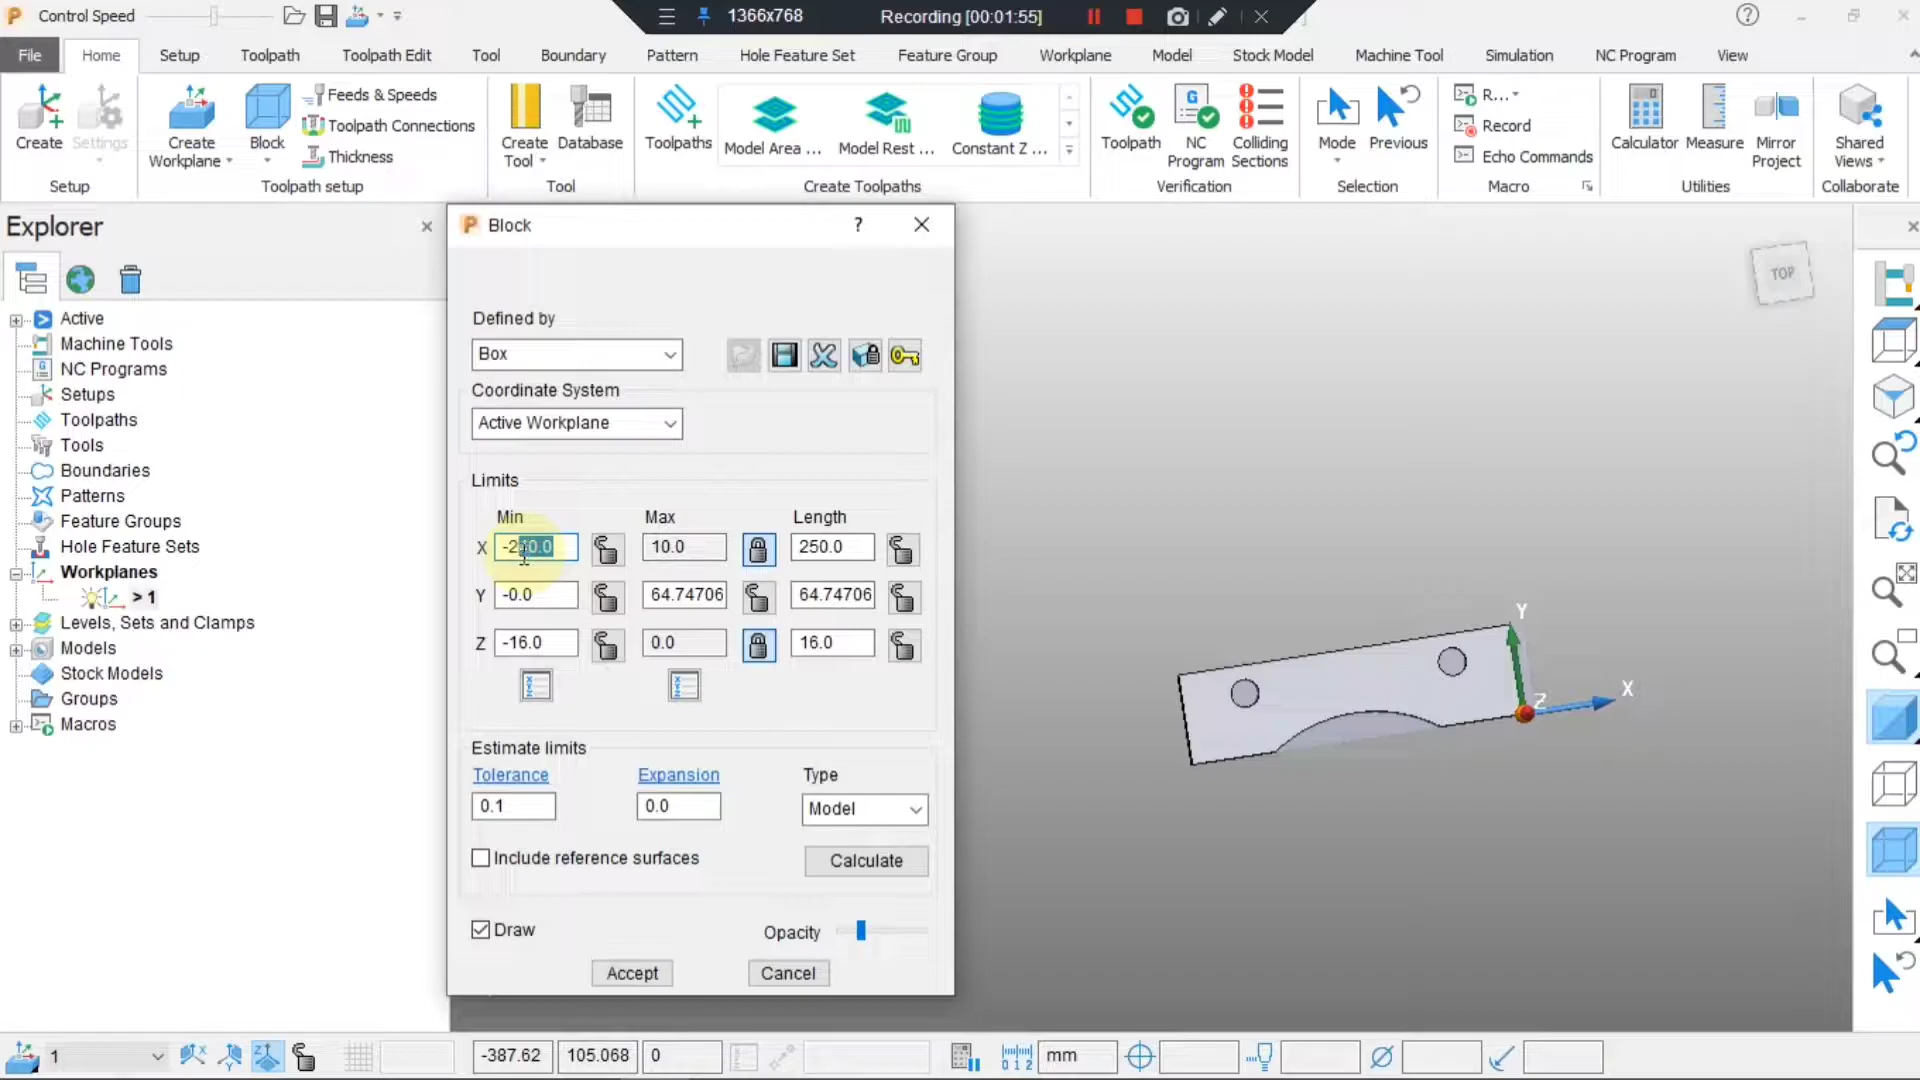 Control Speed
1366x768
Recording [00:01:55]
File
Home
Setup
Toolpath
Toolpath Edit
Tool
Boundary
Pattern
Hole Feature Set
Feature Group
Workplane
Model
Stock Model
Machine Tool
Simulation
NC Program
View
Create
Settings
Setup
Create
Workplane
Block
Feeds & Speeds
Toolpath Connections
Thickness
Toolpath setup
Create
Tool
Database
Tool
Toolpaths
Model Area ...
Model Rest ...
Constant Z ...
Create Toolpaths
Toolpath
NC
Program
Colliding
Sections
Verification
Mode
Previous
Selection
R...
Record
Echo Commands
Macro
Calculator
Measure
Mirror
Project
Utilities
Shared
Views
Collaborate
Explorer
Active
Machine Tools
NC Programs
Setups
Toolpaths
Tools
Boundaries
Patterns
Feature Groups
Hole Feature Sets
Workplanes
> 1
Levels, Sets and Clamps
Models
Stock Models
Groups
Macros
Block
?
Defined by
Box
Coordinate System
Active Workplane
Limits
Min
Max
Length
X
-240.0
10.0
250.0
Y
-0.0
64.74706
64.74706
Z
-16.0
0.0
16.0
Estimate limits
Tolerance
Expansion
Type
0.1
0.0
Model
Include reference surfaces
Calculate
Draw
Opacity
Accept
Cancel
TOP
Y
X
Z
1
-387.62
105.068
0
mm